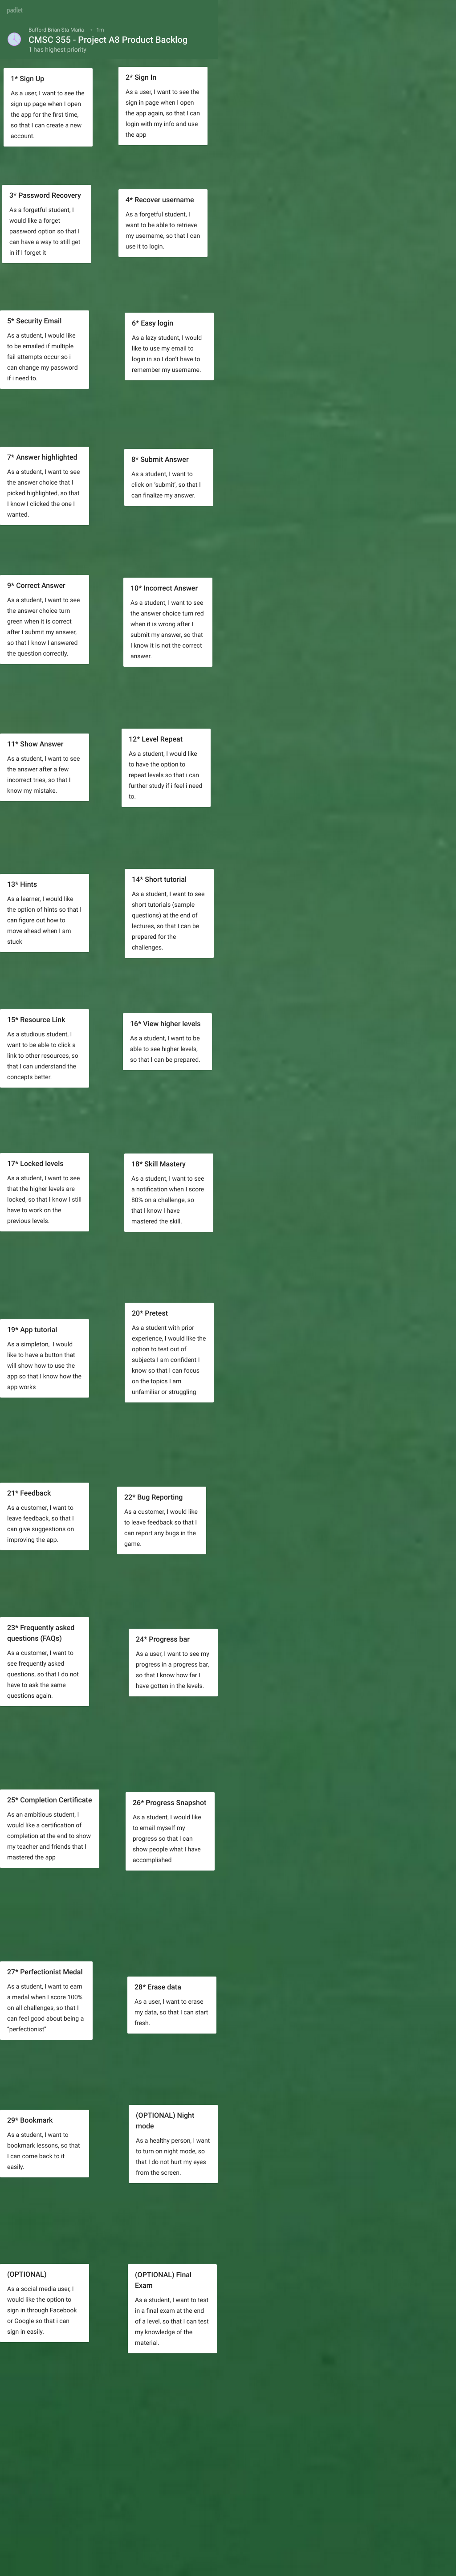 padlet
Bufford Brian Sta Maria • 1m
CMSC 355 - Project A8 Product Backlog
1 has highest priority
1* Sign Up
As a user, I want to see the
sign up page when I open
the app for the first time,
so that I can create a new
account.
2* Sign In
As a user, I want to see the
sign in page when I open
the app again, so that I can
login with my info and use
the app
3* Password Recovery
As a forgetful student, I
would like a forget
password option so that I
can have a way to still get
in if I forget it
4* Recover username
As a forgetful student, I
want to be able to retrieve
my username, so that I can
use it to login.
5* Security Email
As a student, I would like
to be emailed if multiple
fail attempts occur so i
can change my password
if i need to.
6* Easy login
As a lazy student, I would
like to use my email to
login in so I don't have to
remember my username.
7* Answer highlighted
As a student, I want to see
the answer choice that I
picked highlighted, so that
I know I clicked the one I
wanted.
8* Submit Answer
As a student, I want to
click on 'submit', so that I
can finalize my answer.
9* Correct Answer
As a student, I want to see
the answer choice turn
green when it is correct
after I submit my answer,
so that I know I answered
the question correctly.
10* Incorrect Answer
As a student, I want to see
the answer choice turn red
when it is wrong after I
submit my answer, so that
I know it is not the correct
answer.
11* Show Answer
As a student, I want to see
the answer after a few
incorrect tries, so that I
know my mistake.
12* Level Repeat
As a student, I would like
to have the option to
repeat levels so that i can
further study if i feel i need
to.
13* Hints
As a learner, I would like
the option of hints so that I
can figure out how to
move ahead when I am
stuck
14* Short tutorial
As a student, I want to see
short tutorials (sample
questions) at the end of
lectures, so that I can be
prepared for the
challenges.
15* Resource Link
As a studious student, I
want to be able to click a
link to other resources, so
that I can understand the
concepts better.
16* View higher levels
As a student, I want to be
able to see higher levels,
so that I can be prepared.
17* Locked levels
As a student, I want to see
that the higher levels are
locked, so that I know I still
have to work on the
previous levels.
18* Skill Mastery
As a student, I want to see
a notification when I score
80% on a challenge, so
that I know I have
mastered the skill.
19* App tutorial
As a simpleton, I would
like to have a button that
will show how to use the
app so that I know how the
app works
20* Pretest
As a student with prior
experience, I would like the
option to test out of
subjects I am confident I
know so that I can focus
on the topics I am
unfamiliar or struggling
21* Feedback
As a customer, I want to
leave feedback, so that I
can give suggestions on
improving the app.
22* Bug Reporting
As a customer, I would like
to leave feedback so that I
can report any bugs in the
game.
23* Frequently asked
questions (FAQs)
As a customer, I want to
see frequently asked
questions, so that I do not
have to ask the same
questions again.
24* Progress bar
As a user, I want to see my
progress in a progress bar,
so that I know how far I
have gotten in the levels.
25* Completion Certificate
As an ambitious student, I
would like a certification of
completion at the end to show
my teacher and friends that I
mastered the app
26* Progress Snapshot
As a student, I would like
to email myself my
progress so that I can
show people what I have
accomplished
27* Perfectionist Medal
As a student, I want to earn
a medal when I score 100%
on all challenges, so that I
can feel good about being a
"perfectionist"
28* Erase data
As a user, I want to erase
my data, so that I can start
fresh.
29* Bookmark
As a student, I want to
bookmark lessons, so that
I can come back to it
easily.
(OPTIONAL) Night
mode
As a healthy person, I want
to turn on night mode, so
that I do not hurt my eyes
from the screen.
(OPTIONAL)
As a social media user, I
would like the option to
sign in through Facebook
or Google so that i can
sign in easily.
(OPTIONAL) Final
Exam
As a student, I want to test
in a final exam at the end
of a level, so that I can test
my knowledge of the
material.